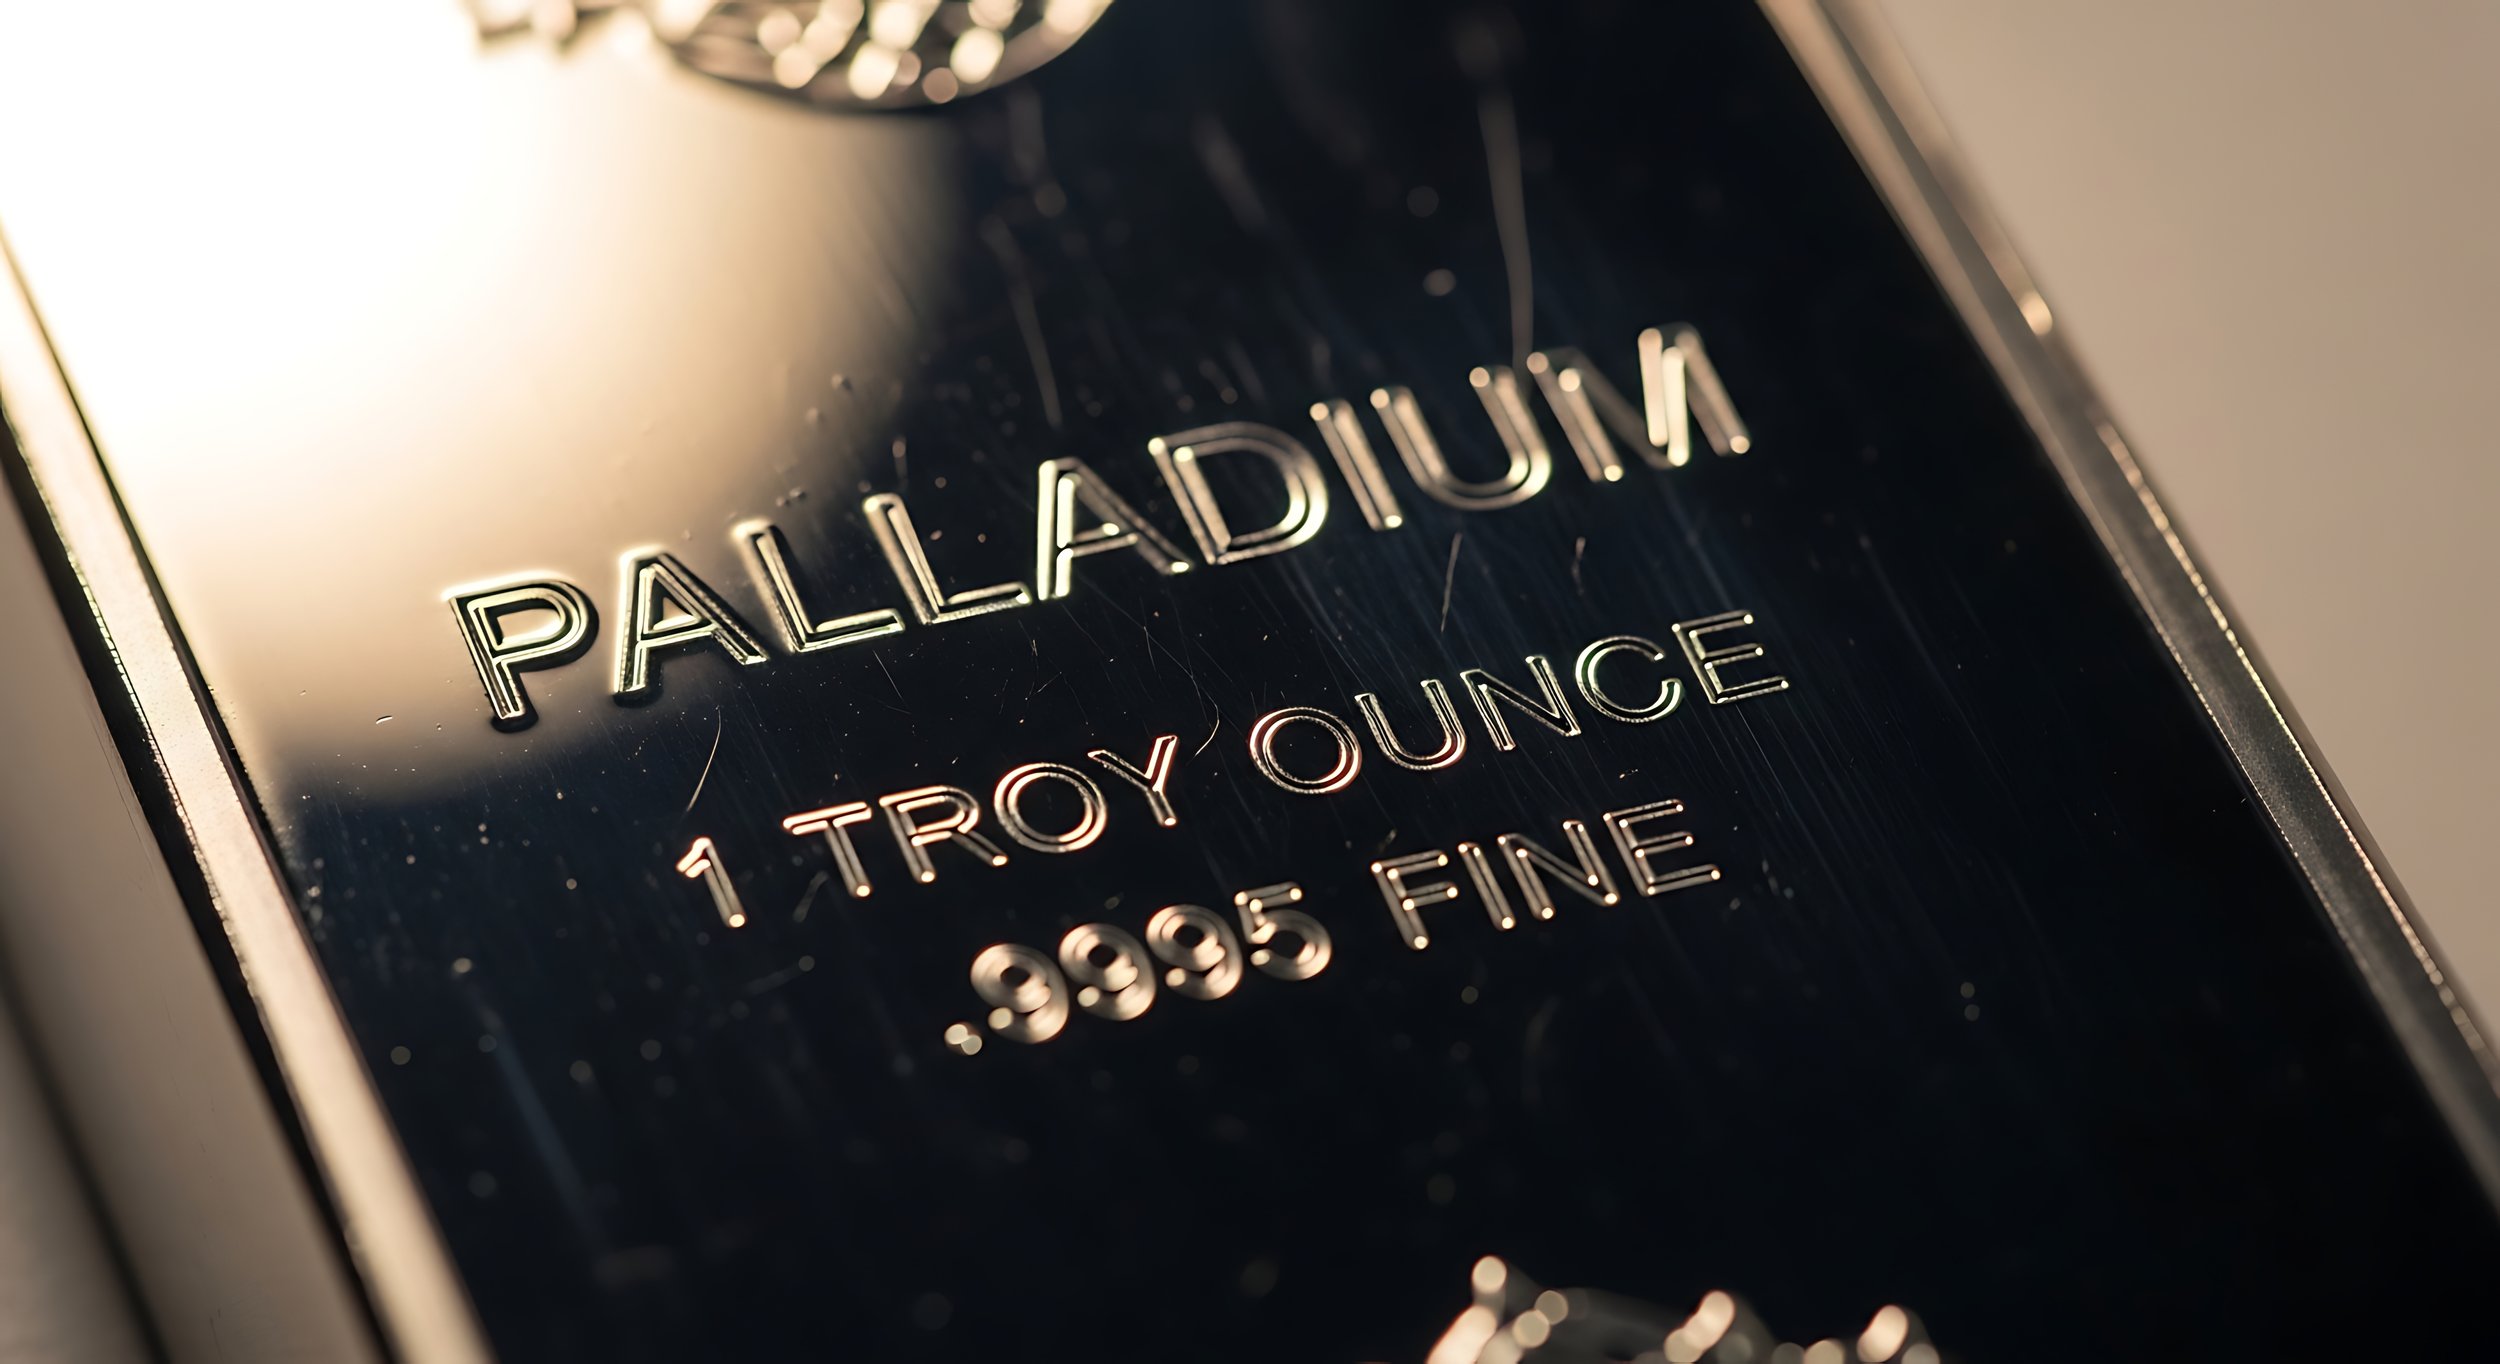 PALLADIUM
1 TROY OUNCE
.9995 FINE